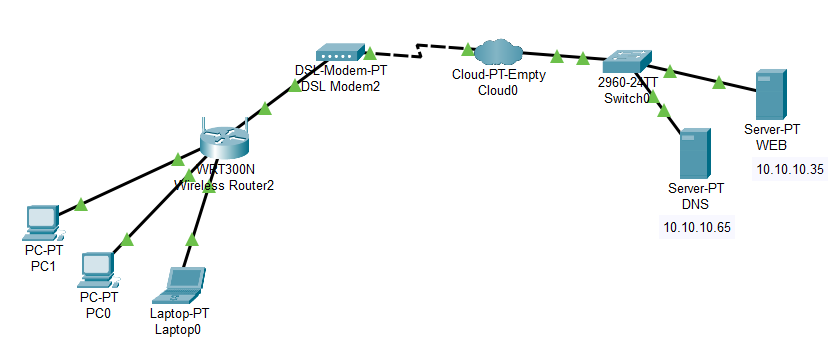 DSL-Modem-PT
DSL Modem2
Cloud-PT-Empty
Cloud0
2960-24TT
Switch0
Server-PT
WEB
10.10.10.35
Server-PT
DNS
10.10.10.65
WRT300N
Wireless Router2
PC-PT
PC1
PC-PT
PC0
Laptop-PT
Laptop0